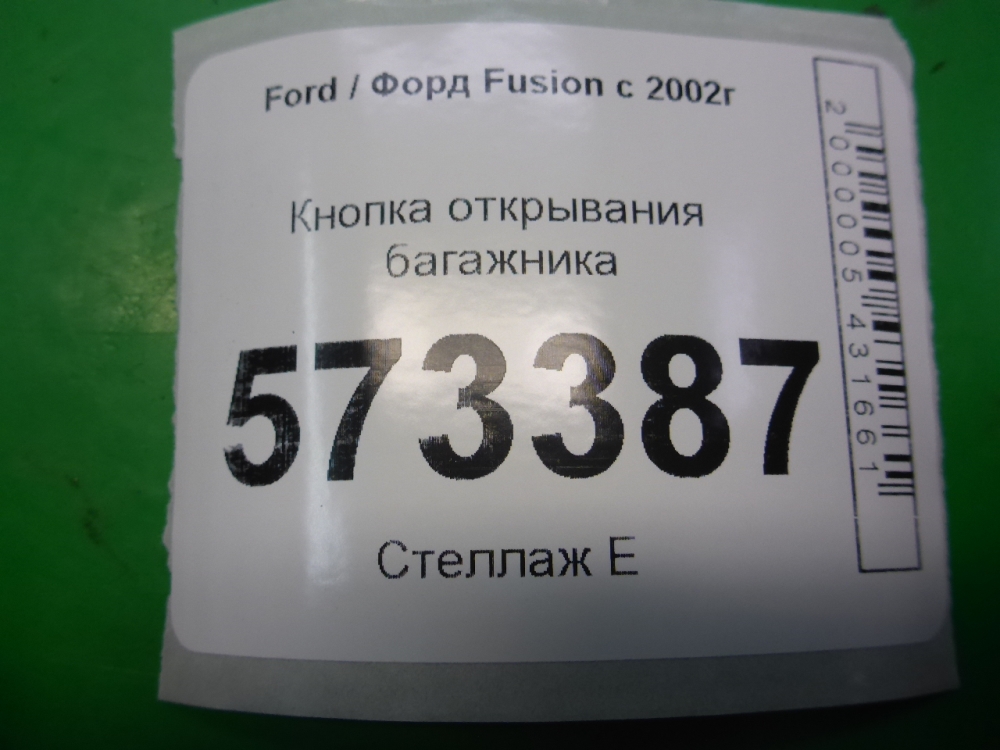 Ford / Форд Fusion с 2002г
Кнопка открывания
багажника
573387
Стеллаж Е
2000005431661